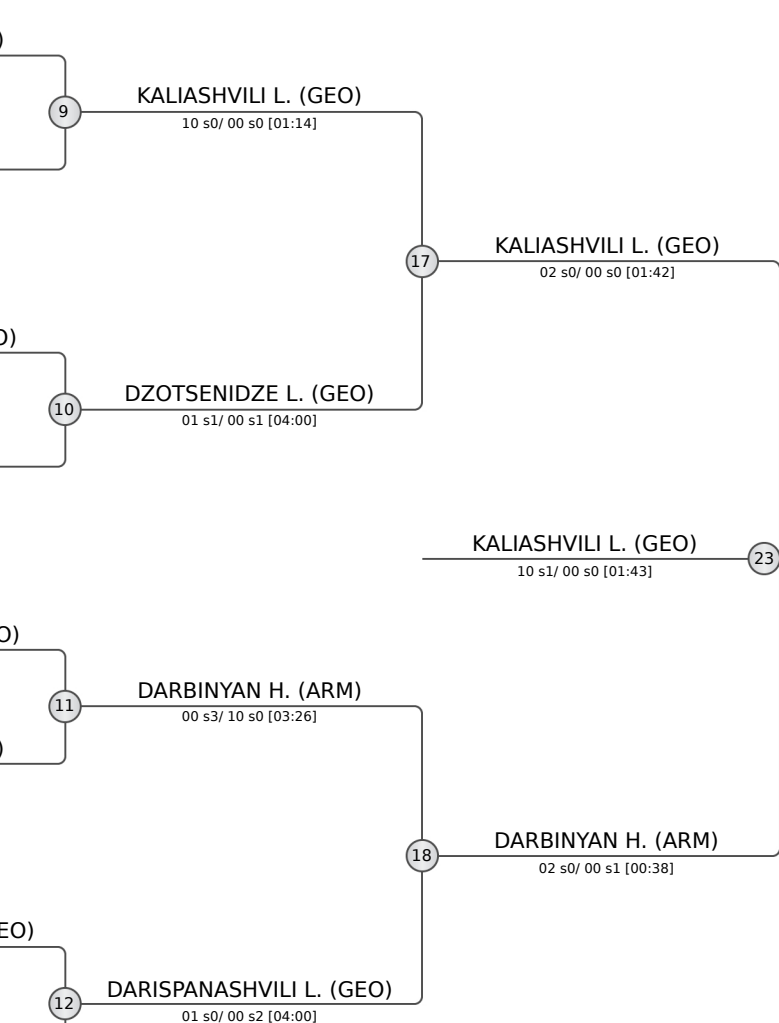 )
KALIASHVILI L. (GEO)
9
10 s0/ 00 s0 [01:14]
KALIASHVILI L. (GEO)
17
02 s0/ 00 s0 [01:42]
O)
DZOTSENIDZE L. (GEO)
10
01 s1/ 00 s1 [04:00]
KALIASHVILI L. (GEO)
23
10 s1/ 00 s0 [01:43]
O)
DARBINYAN H. (ARM)
11
00 s3/ 10 s0 [03:26]
)
DARBINYAN H. (ARM)
18
02 s0/ 00 s1 [00:38]
EO)
DARISPANASHVILI L. (GEO)
12
01 s0/ 00 s2 [04:00]